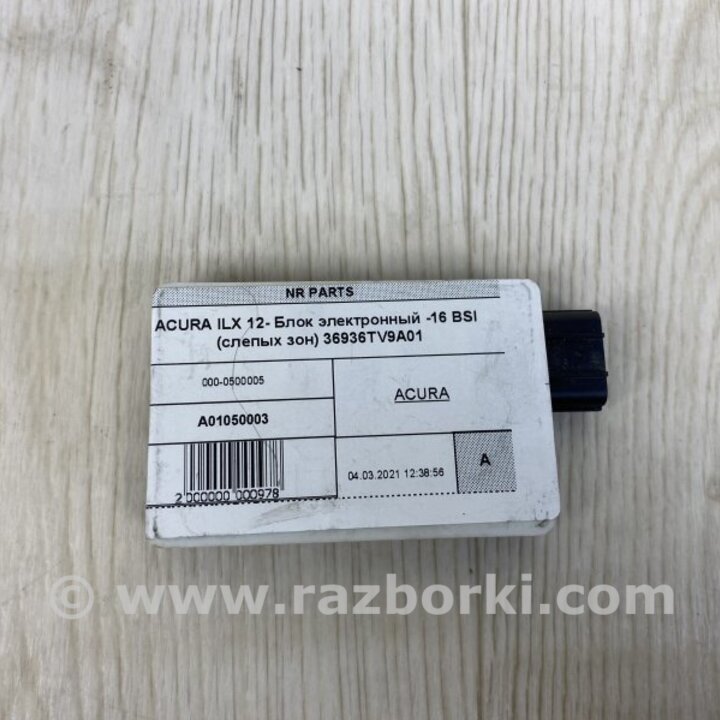 NR PARTS
ACURA ILX 12- Блок электронный -16 BSI
(слепых зон) 36936TV9A01
000-0500005
ACURA
A01050003
04.03.2021 12:38:56
A
2 000000 000978
© www.razborki.com